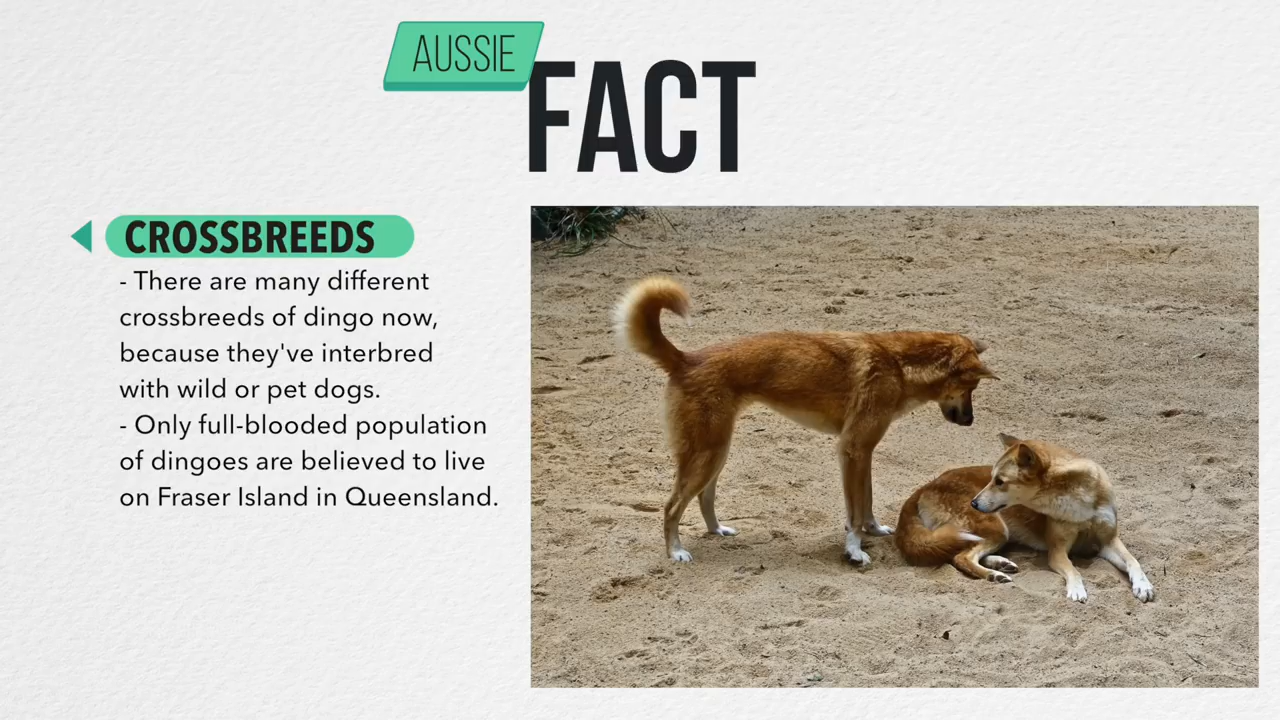 AUSSIE
FACT
CROSSBREEDS
- There are many different
crossbreeds of dingo now,
because they've interbred
with wild or pet dogs.
- Only full-blooded population
of dingoes are believed to live
on Fraser Island in Queensland.